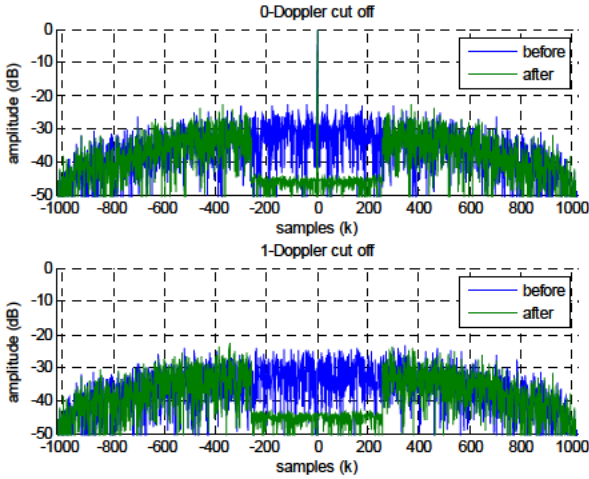 0-Doppler cut off
0
-10
-20
-30
-40
-50
amplitude (dB)
before
after
-1000 -800 -600 -400 -200 0 200 400 600 800 1000
samples (k)
1-Doppler cut off
0
-10
-20
-30
-40
-50
amplitude (dB)
before
after
-1000 -800 -600 -400 -200 0 200 400 600 800 1000
samples (k)